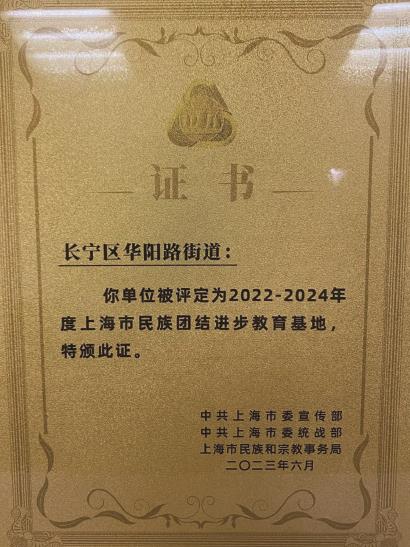 证书
长宁区华阳路街道：
你单位被评定为2022-2024年
度上海市民族团结进步教育基地，
特颁此证。
中共上海市委宣传部
中共上海市委统战部
上海市民族和宗教事务局
二〇二三年六月